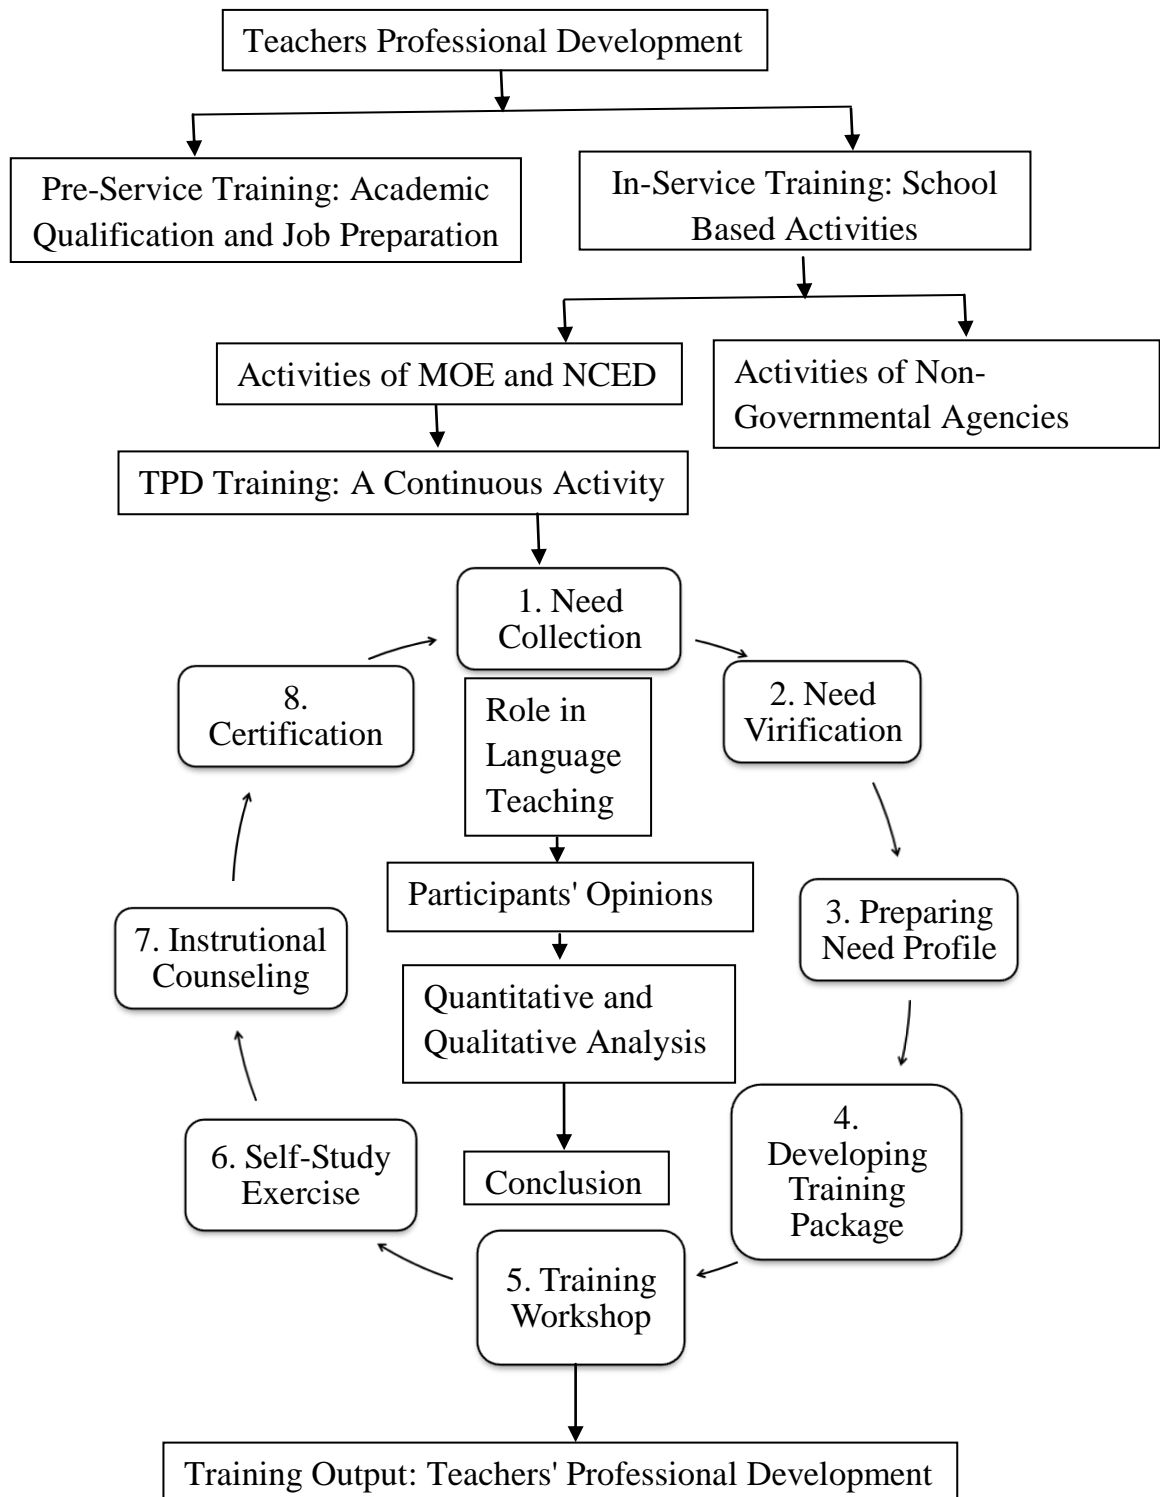 Teachers Professional Development
Pre-Service Training: Academic
Qualification and Job Preparation
In-Service Training: School
Based Activities
Activities of MOE and NCED
Activities of Non-
Governmental Agencies
TPD Training: A Continuous Activity
1. Need
Collection
2. Need
Virification
3. Preparing
Need Profile
4.
Developing
Training
Package
5. Training
Workshop
6. Self-Study
Exercise
7. Instrutional
Counseling
8.
Certification
Role in
Language
Teaching
Participants' Opinions
Quantitative and
Qualitative Analysis
Conclusion
Training Output: Teachers' Professional Development